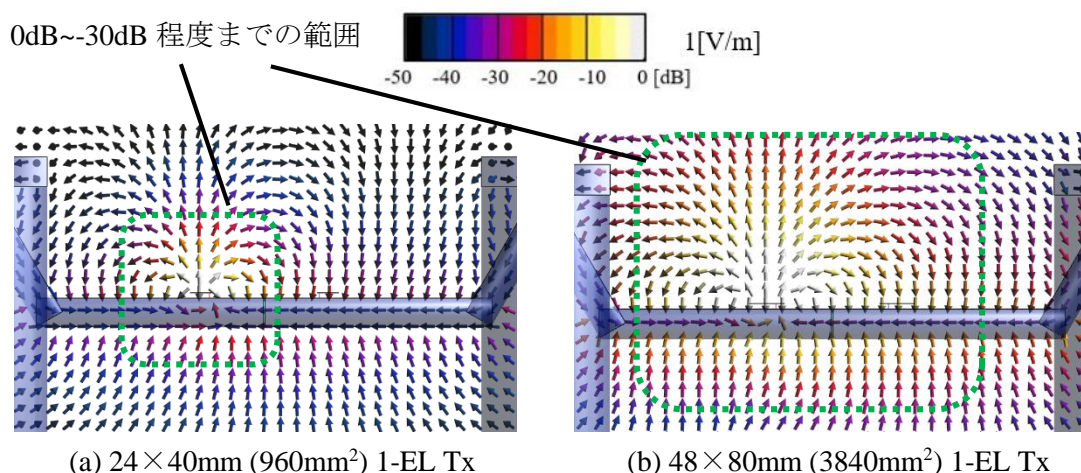 0dB~-30dB 程度までの範囲
1[V/m]
-50 -40 -30 -20 -10 0 [dB]
(a) 24×40mm (960mm²) 1-EL Tx
(b) 48×80mm (3840mm²) 1-EL Tx